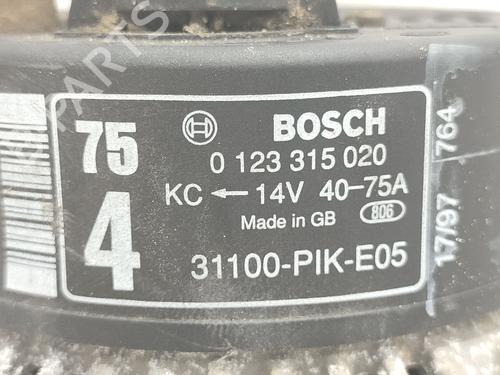 75
4
BOSCH
0 123 315 020
KC ← 14V 40-75A
Made in GB 806
31100-PIK-E05
17/97 764
PARTS